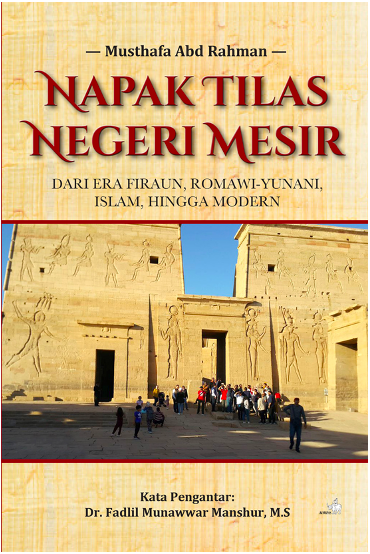 — Musthafa Abd Rahman —
NAPAK TILAS
NEGERI MESIR
DARI ERA FIRAUN, ROMAWI-YUNANI,
ISLAM, HINGGA MODERN
Kata Pengantar:
Dr. Fadlil Munawwar Manshur, M.S